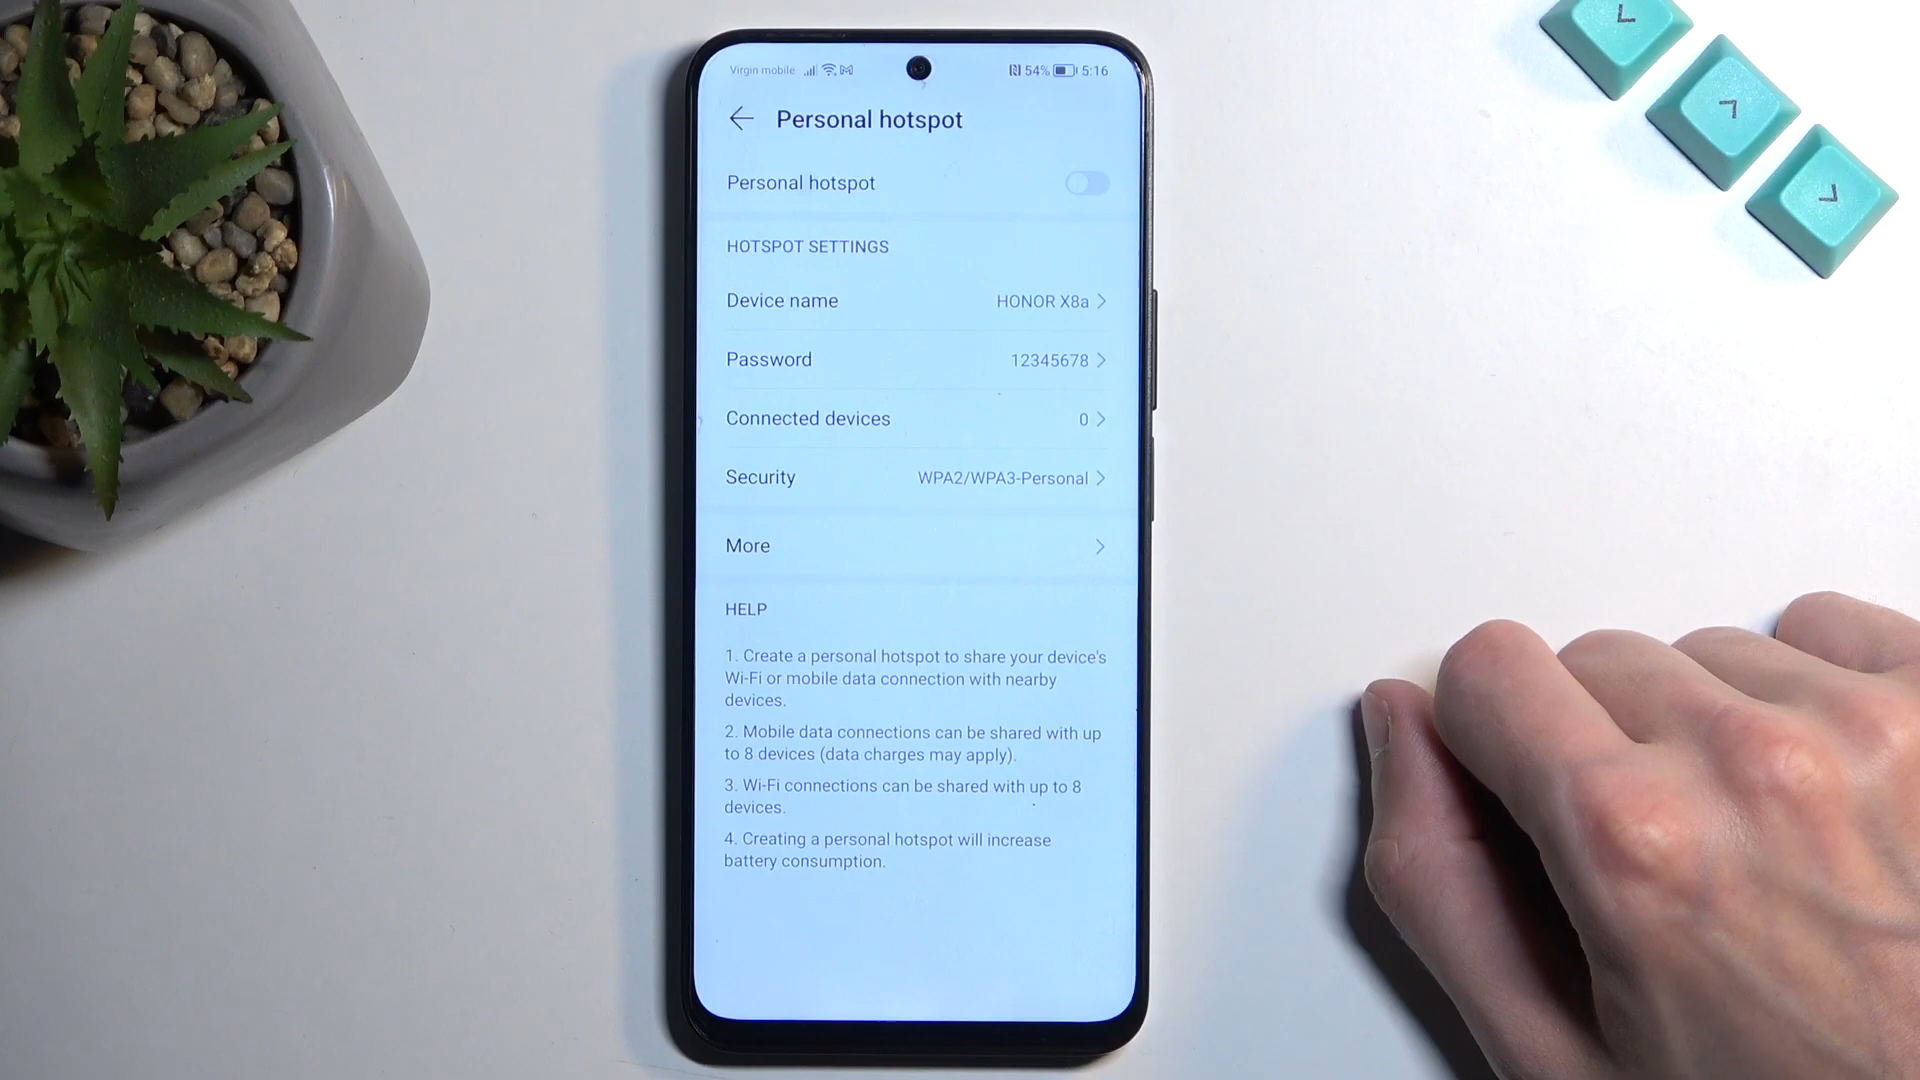 Virgin mobile 54% 5:16
Personal hotspot
Personal hotspot
HOTSPOT SETTINGS
Device name HONOR X8a
Password 12345678
Connected devices 0
Security WPA2/WPA3-Personal
More
HELP
1. Create a personal hotspot to share your device's
Wi-Fi or mobile data connection with nearby
devices.
2. Mobile data connections can be shared with up
to 8 devices (data charges may apply).
3. Wi-Fi connections can be shared with up to 8
devices.
4. Creating a personal hotspot will increase
battery consumption.